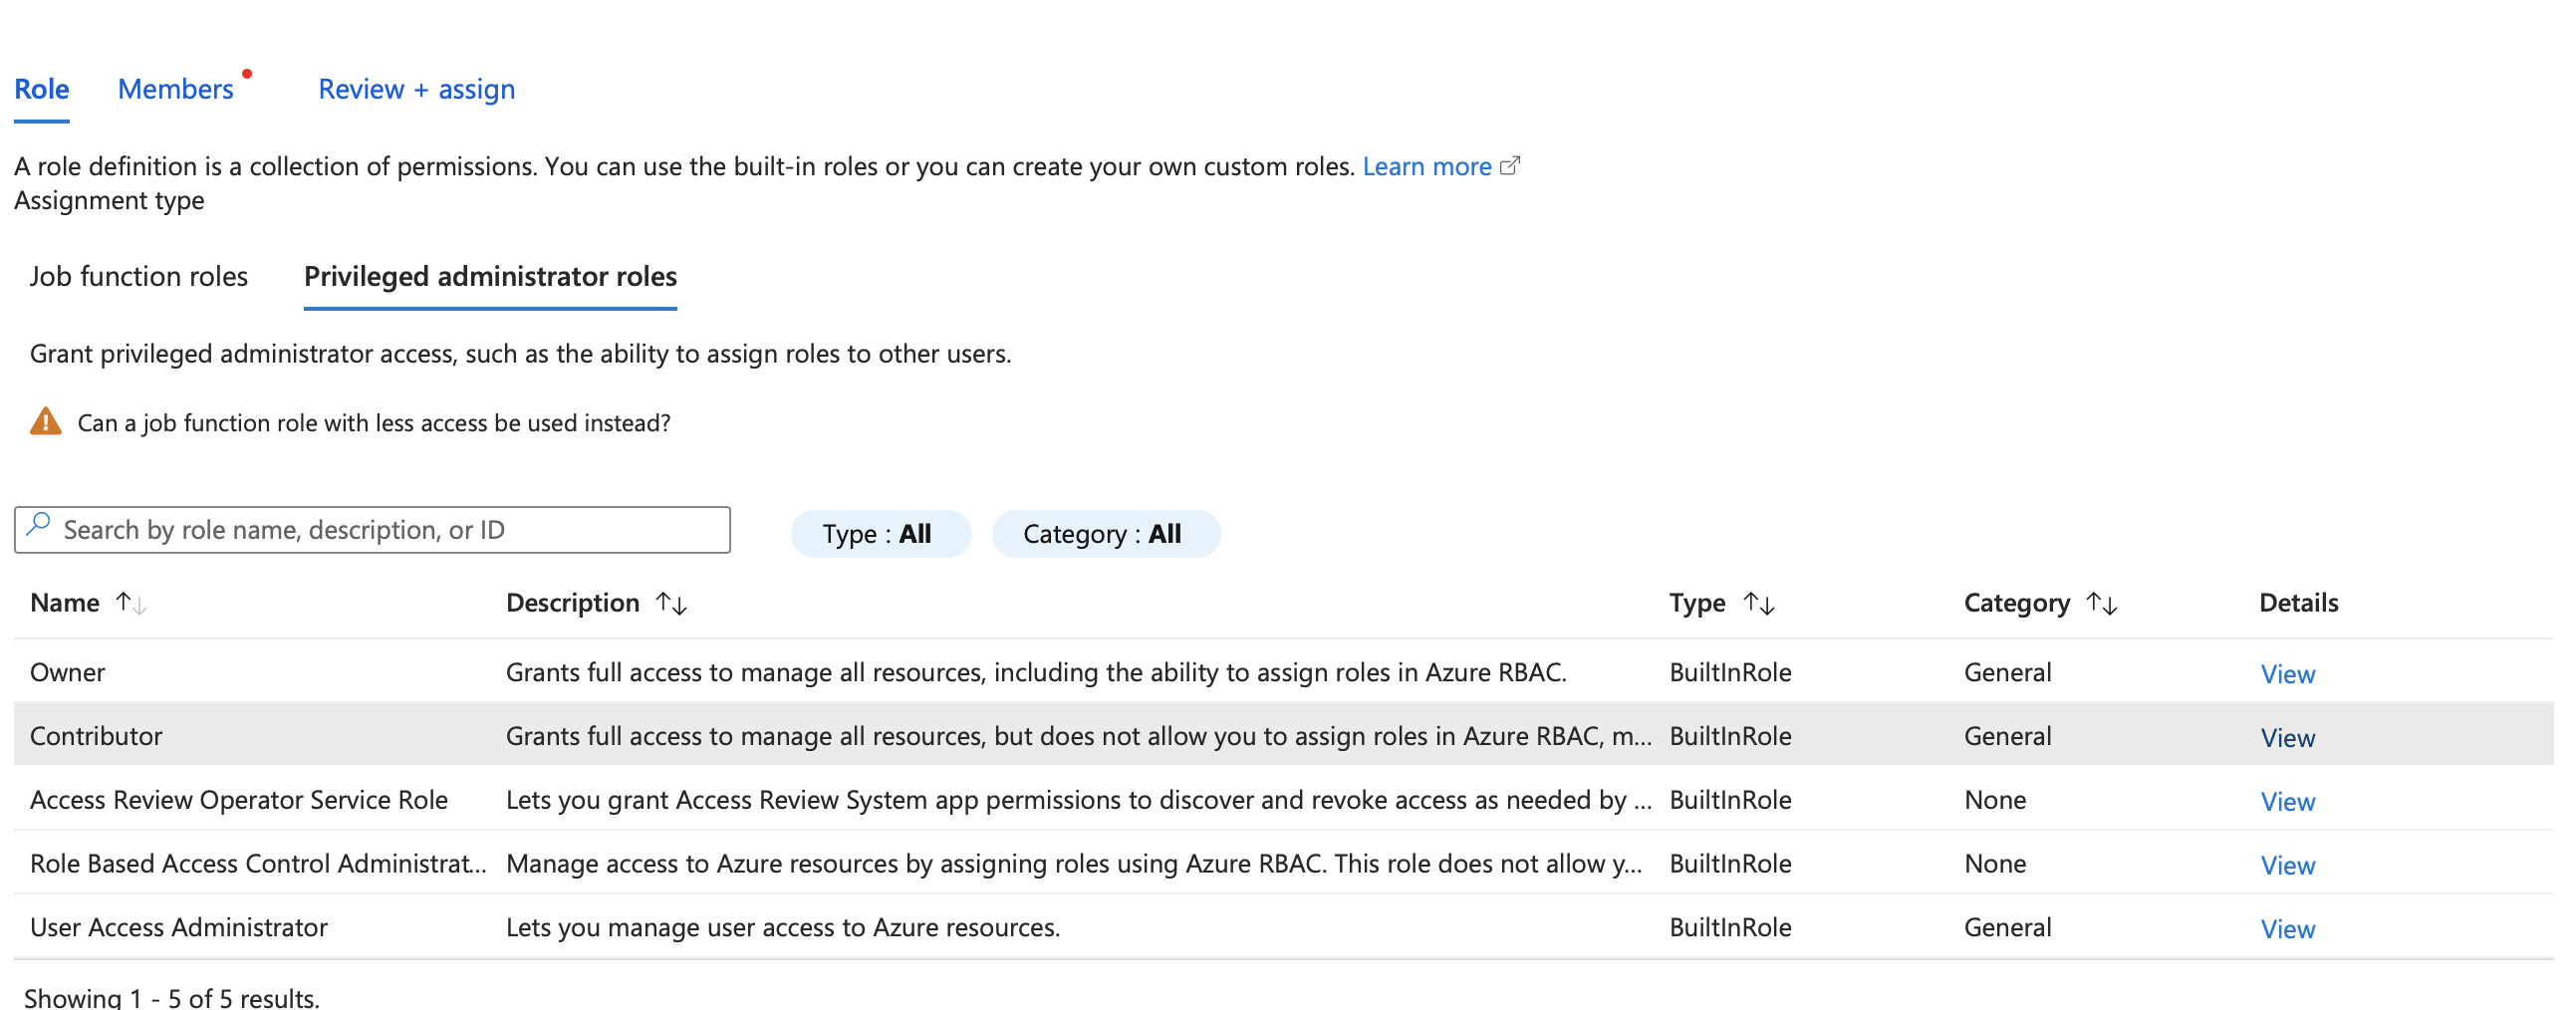 Role Members Review + assign
A role definition is a collection of permissions. You can use the built-in roles or you can create your own custom roles. Learn more
Assignment type
Job function roles Privileged administrator roles
Grant privileged administrator access, such as the ability to assign roles to other users.
Can a job function role with less access be used instead?
Search by role name, description, or ID Type : All Category : All
Name Description Type Category Details
Owner Grants full access to manage all resources, including the ability to assign roles in Azure RBAC. BuiltInRole General View
Contributor Grants full access to manage all resources, but does not allow you to assign roles in Azure RBAC, m... BuiltInRole General View
Access Review Operator Service Role Lets you grant Access Review System app permissions to discover and revoke access as needed by ... BuiltInRole None View
Role Based Access Control Administrat... Manage access to Azure resources by assigning roles using Azure RBAC. This role does not allow y... BuiltInRole None View
User Access Administrator Lets you manage user access to Azure resources. BuiltInRole General View
Showing 1 - 5 of 5 results.